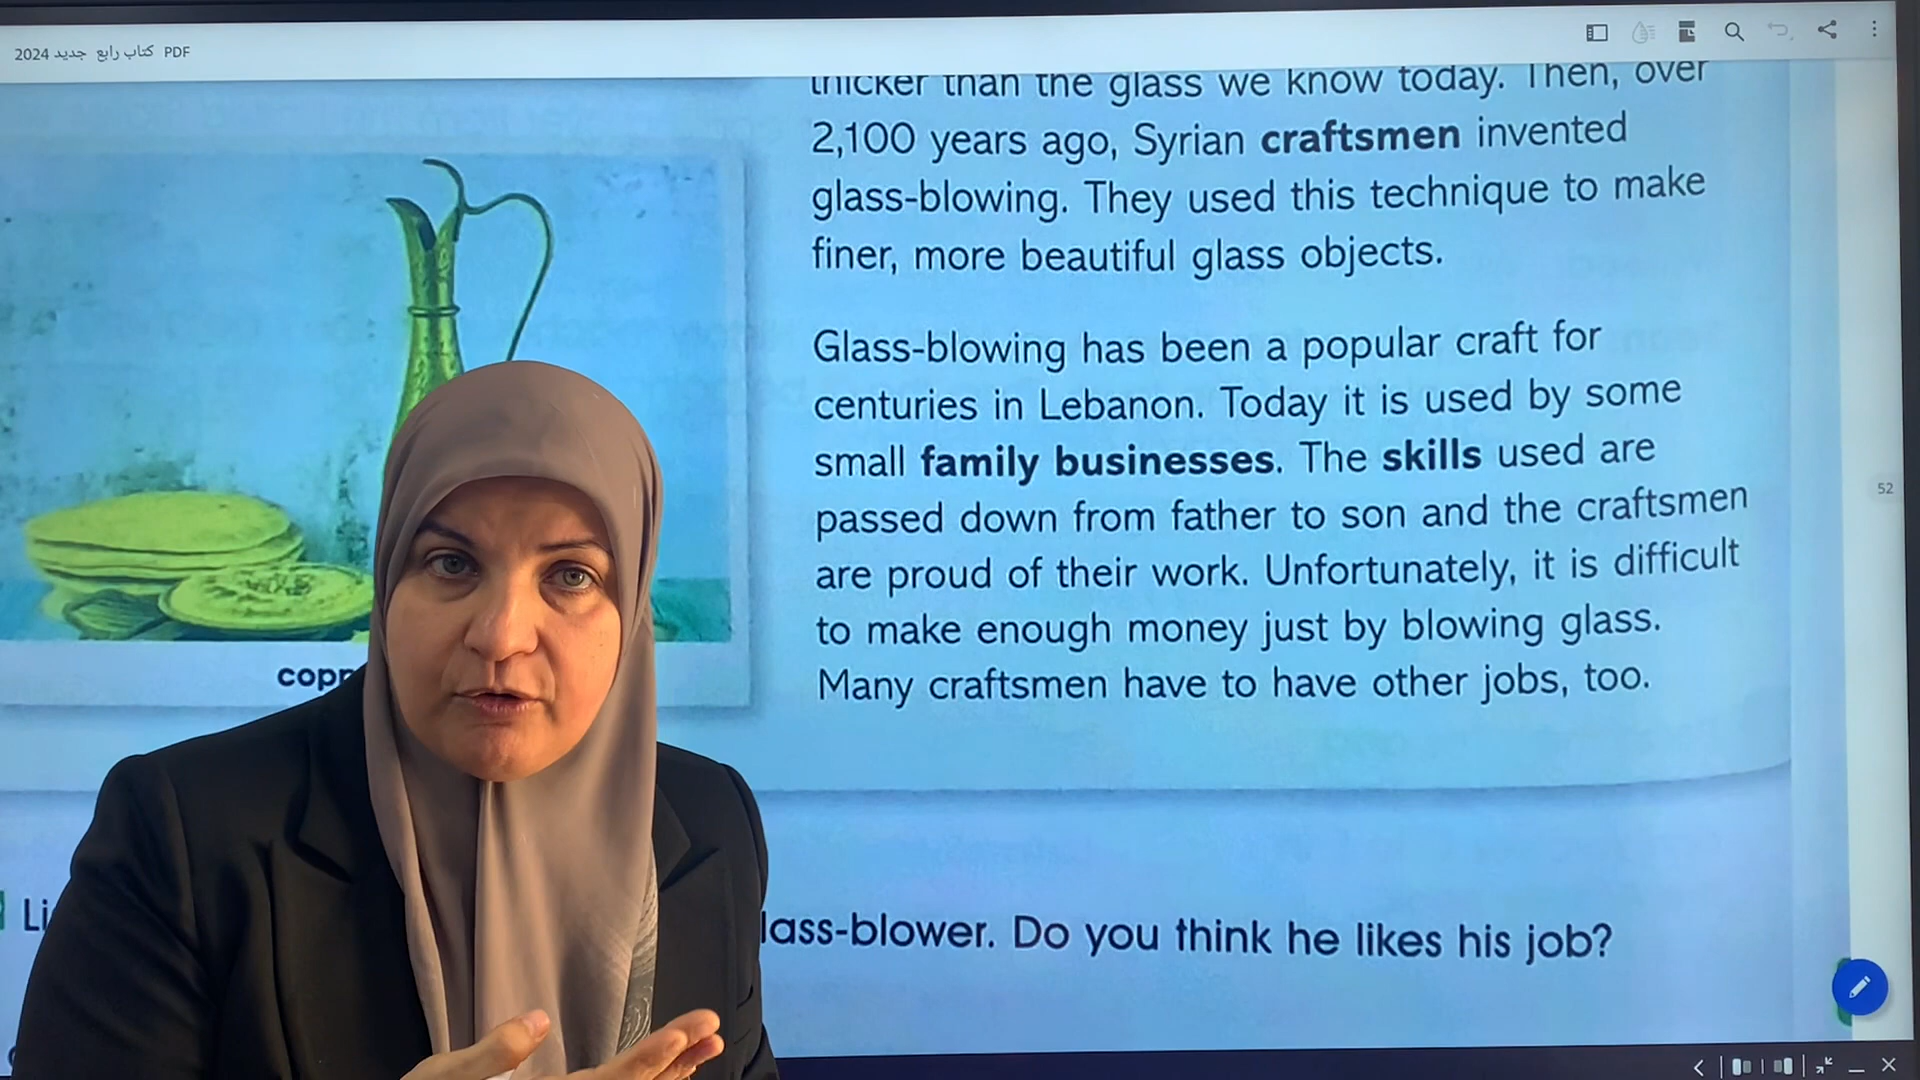 PDF كتاب رابع جديد 2024
thicker than the glass we know today. Then, over
2,100 years ago, Syrian craftsmen invented
glass-blowing. They used this technique to make
finer, more beautiful glass objects.
Glass-blowing has been a popular craft for
centuries in Lebanon. Today it is used by some
small family businesses. The skills used are
passed down from father to son and the craftsmen
are proud of their work. Unfortunately, it is difficult
to make enough money just by blowing glass.
Many craftsmen have to have other jobs, too.
52
lass-blower. Do you think he likes his job?